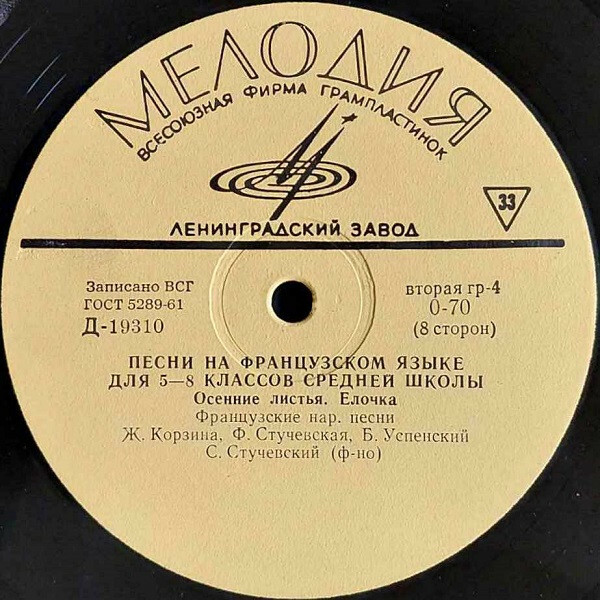 МЕЛОДИЯ
ВСЕСОЮЗНАЯ ФИРМА ГРАМПЛАСТИНОК
33
ЛЕНИНГРАДСКИЙ ЗАВОД
Записано ВСГ
ГОСТ 5289-61
Д-19310
вторая гр-4
0-70
(8 сторон)
ПЕСНИ НА ФРАНЦУЗСКОМ ЯЗЫКЕ
ДЛЯ 5—8 КЛАССОВ СРЕДНЕЙ ШКОЛЫ
Осенние листья. Елочка
Французские нар. песни
Ж. Корзина, Ф. Стучевская, Б. Успенский
С. Стучевский (ф-но)